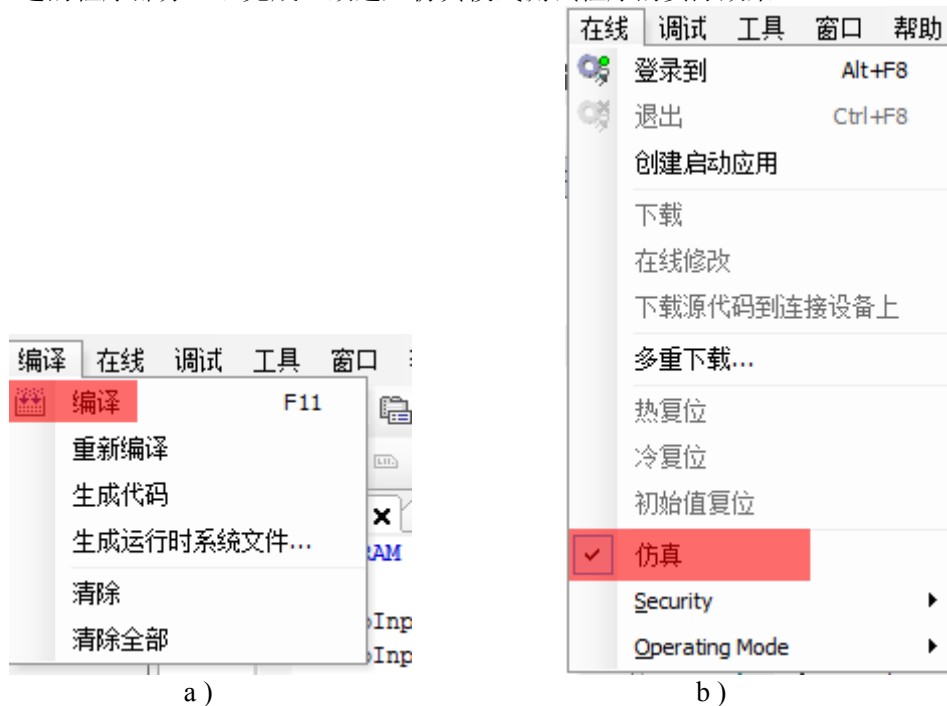 在线 调试 工具 窗口 帮助
登录到 Alt+F8
退出 Ctrl+F8
创建启动应用
下载
在线修改
下载源代码到连接设备上
多重下载...
热复位
冷复位
初始值复位
仿真
Security
Operating Mode
b )
编译 在线 调试 工具 窗口
编译 F11
重新编译
生成代码
生成运行时系统文件...
清除
清除全部
RAM
Inp
Inp
a )